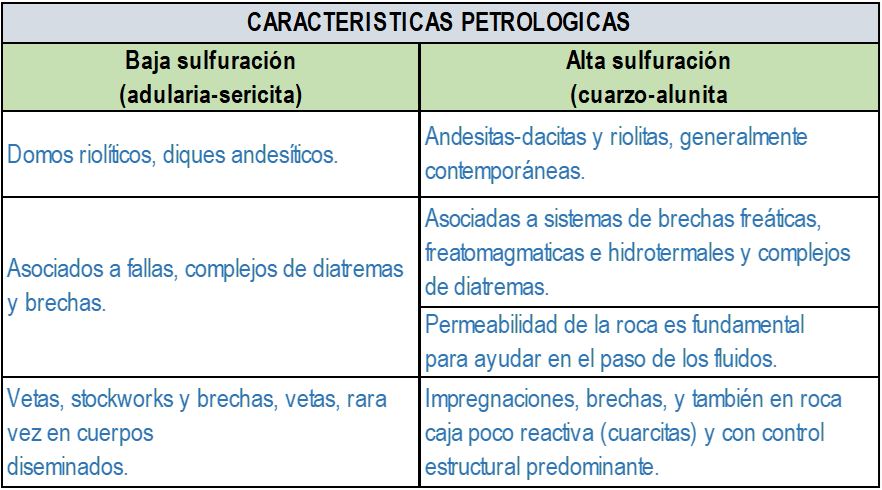 CARACTERISTICAS PETROLOGICAS
Baja sulfuración
(adularia-sericita)
Alta sulfuración
(cuarzo-alunita
Domos riolíticos, diques andesíticos.
Andesitas-dacitas y riolitas, generalmente
contemporáneas.
Asociados a fallas, complejos de diatremas
y brechas.
Asociadas a sistemas de brechas freáticas,
freatomagmaticas e hidrotermales y complejos
de diatremas.
Permeabilidad de la roca es fundamental
para ayudar en el paso de los fluidos.
Vetas, stockworks y brechas, vetas, rara
vez en cuerpos
diseminados.
Impregnaciones, brechas, y también en roca
caja poco reactiva (cuarcitas) y con control
estructural predominante.